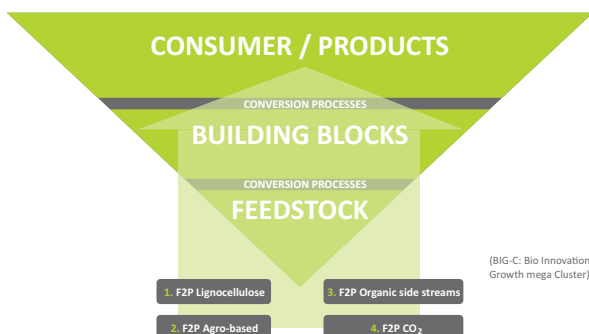 CONSUMER / PRODUCTS
CONVERSION PROCESSES
BUILDING BLOCKS
CONVERSION PROCESSES
FEEDSTOCK
(BIG-C: Bio Innovation
Growth mega Cluster)
1. F2P Lignocellulose
3. F2P Organic side streams
2. F2P Agro-based
4. F2P CO₂